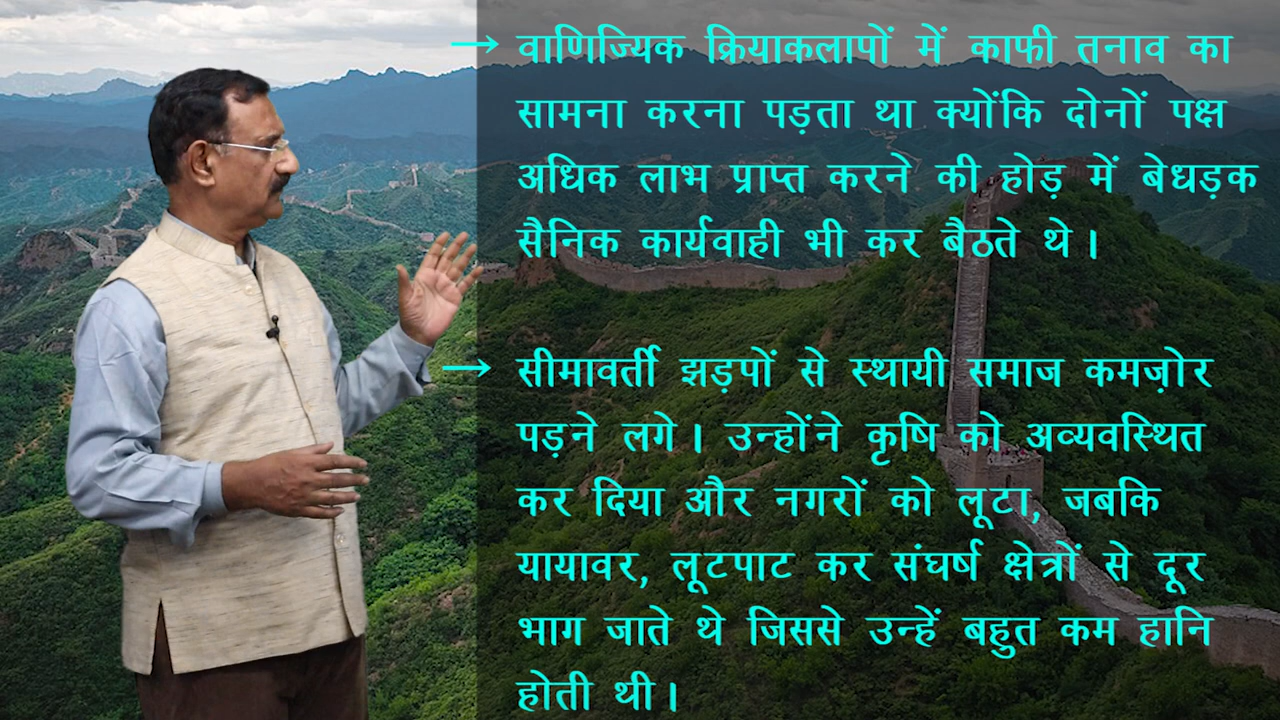 → वाणिज्यिक क्रियाकलापों में काफी तनाव का
सामना करना पड़ता था क्योंकि दोनों पक्ष
अधिक लाभ प्राप्त करने की होड़ में बेधड़क
सैनिक कार्यवाही भी कर बैठते थे।
→ सीमावर्ती झड़पों से स्थायी समाज कमज़ोर
पड़ने लगे। उन्होंने कृषि को अव्यवस्थित
कर दिया और नगरों को लूटा, जबकि
यायावर, लूटपाट कर संघर्ष क्षेत्रों से दूर
भाग जाते थे जिससे उन्हें बहुत कम हानि
होती थी।